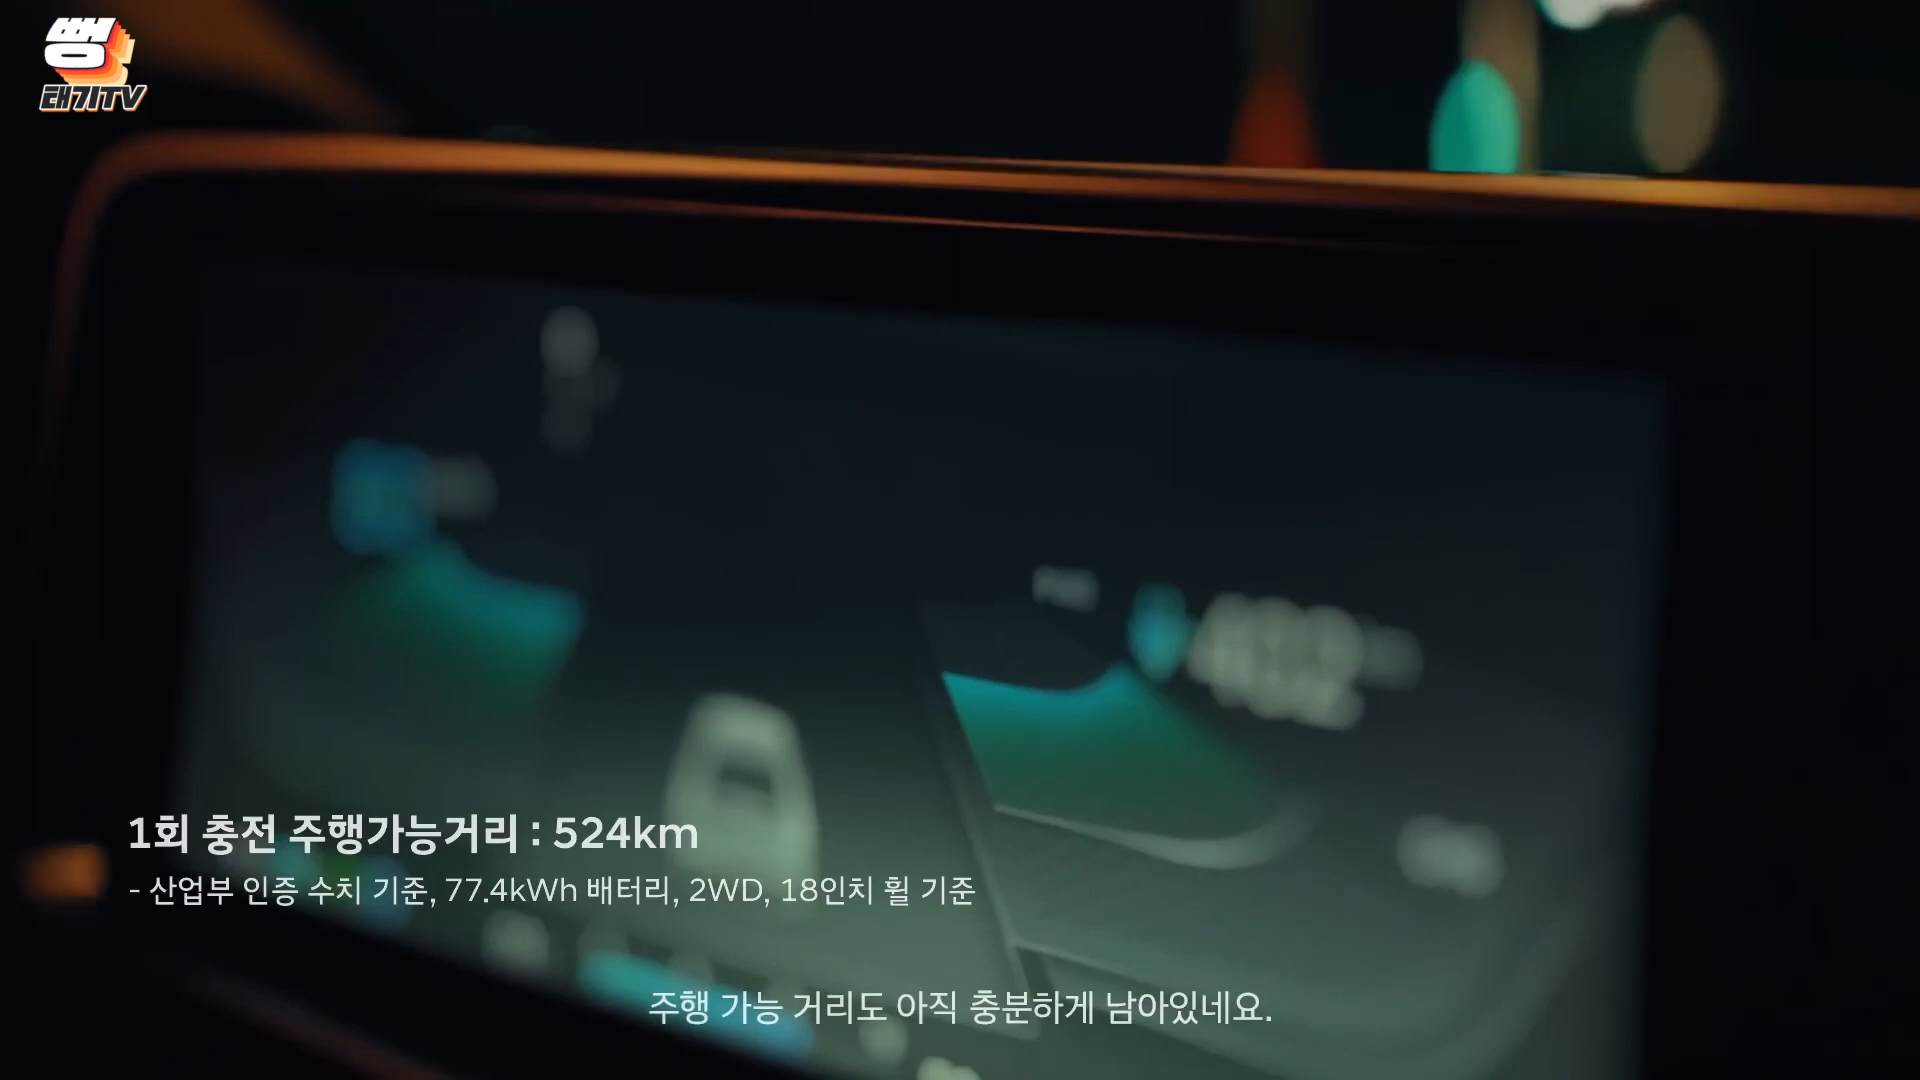 뻥
태기TV
1회 충전 주행가능거리 : 524km
- 산업부 인증 수치 기준, 77.4kWh 배터리, 2WD, 18인치 휠 기준
주행 가능 거리도 아직 충분하게 남아있네요.